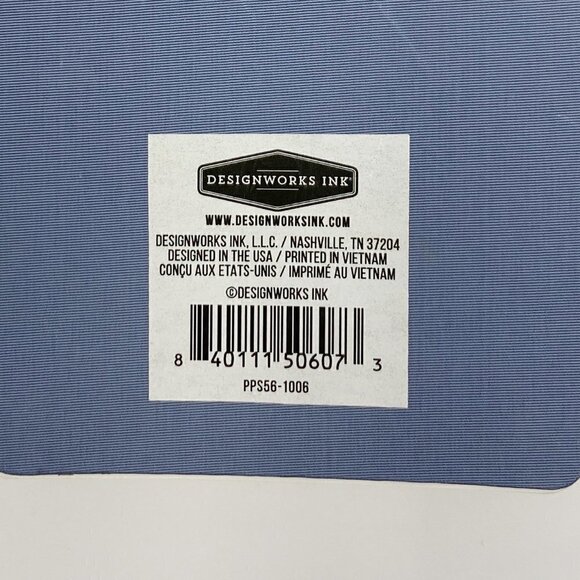 DESIGNWORKS INK®
WWW.DESIGNWORKSINK.COM
DESIGNWORKS INK, L.L.C. / NASHVILLE, TN 37204
DESIGNED IN THE USA / PRINTED IN VIETNAM
CONÇU AUX ETATS-UNIS / IMPRIMÉ AU VIETNAM
©DESIGNWORKS INK
8 40111 50607 3
PPS56-1006